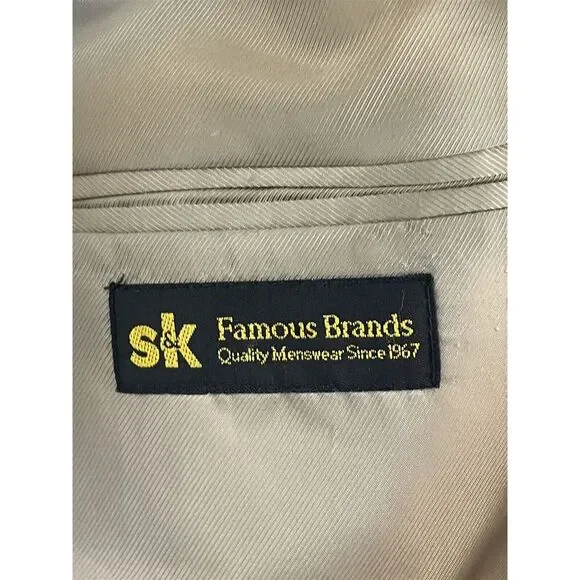 s&k Famous Brands
Quality Menswear Since 1967